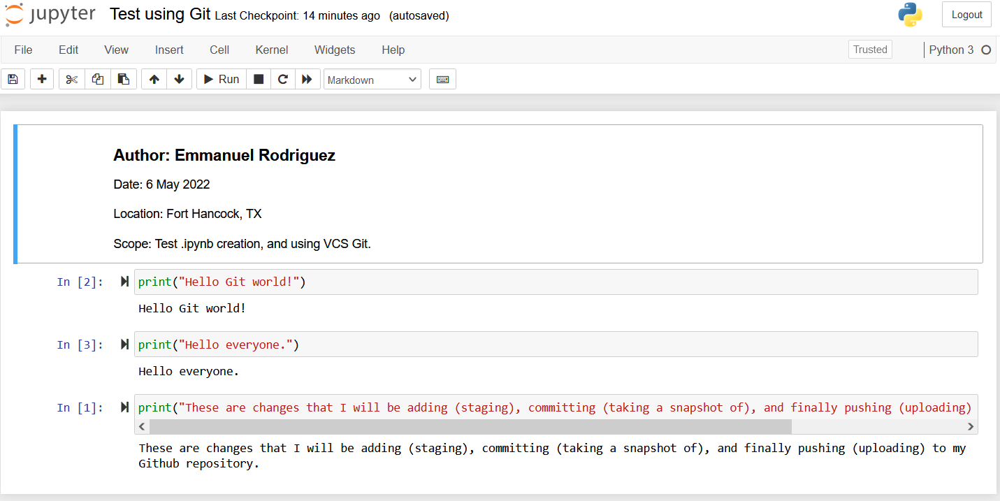 jupyter Test using Git Last Checkpoint: 14 minutes ago (autosaved) Logout
File Edit View Insert Cell Kernel Widgets Help Trusted Python 3
Run Markdown
Author: Emmanuel Rodriguez
Date: 6 May 2022
Location: Fort Hancock, TX
Scope: Test .ipynb creation, and using VCS Git.
In [2]: print("Hello Git world!")
Hello Git world!
In [3]: print("Hello everyone.")
Hello everyone.
In [1]: print("These are changes that I will be adding (staging), committing (taking a snapshot of), and finally pushing (uploading)
These are changes that I will be adding (staging), committing (taking a snapshot of), and finally pushing (uploading) to my
Github repository.